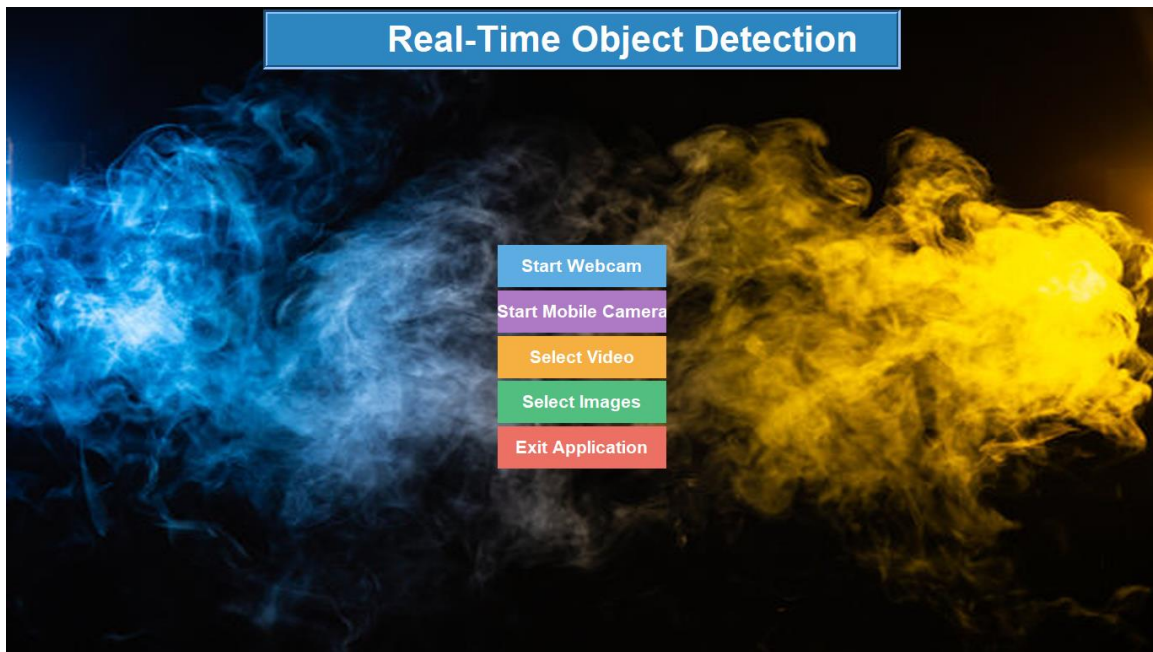 Real-Time Object Detection
Start Webcam
Start Mobile Camera
Select Video
Select Images
Exit Application